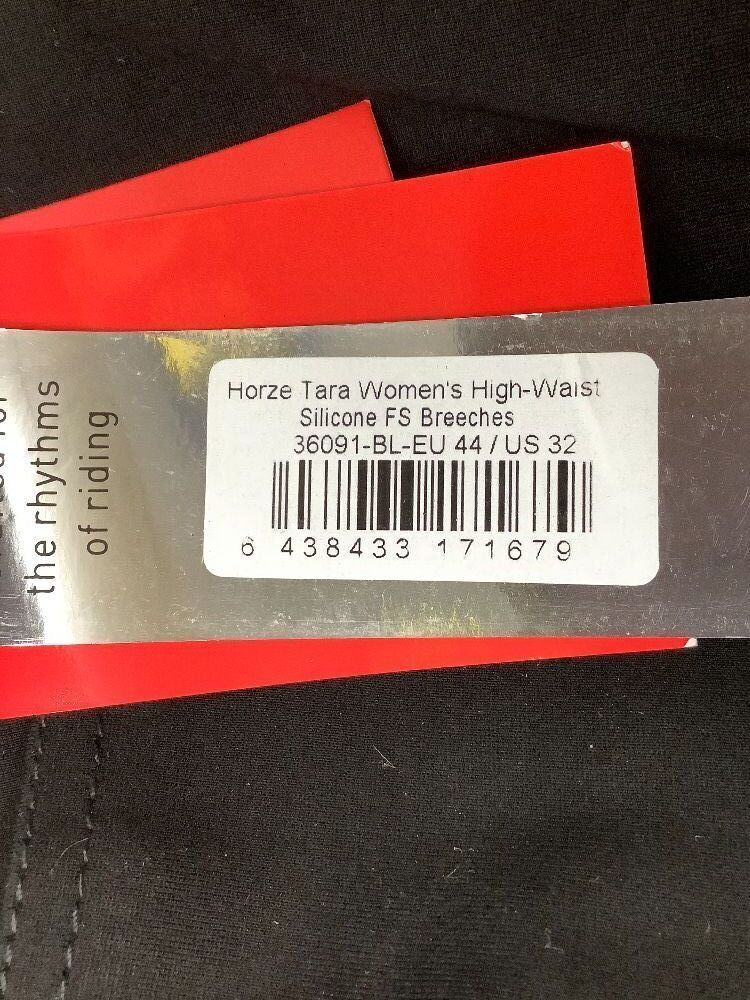 the rhythms
of riding
Horze Tara Women's High-Waist
Silicone FS Breeches
36091-BL-EU 44 / US 32
6 438433 171679